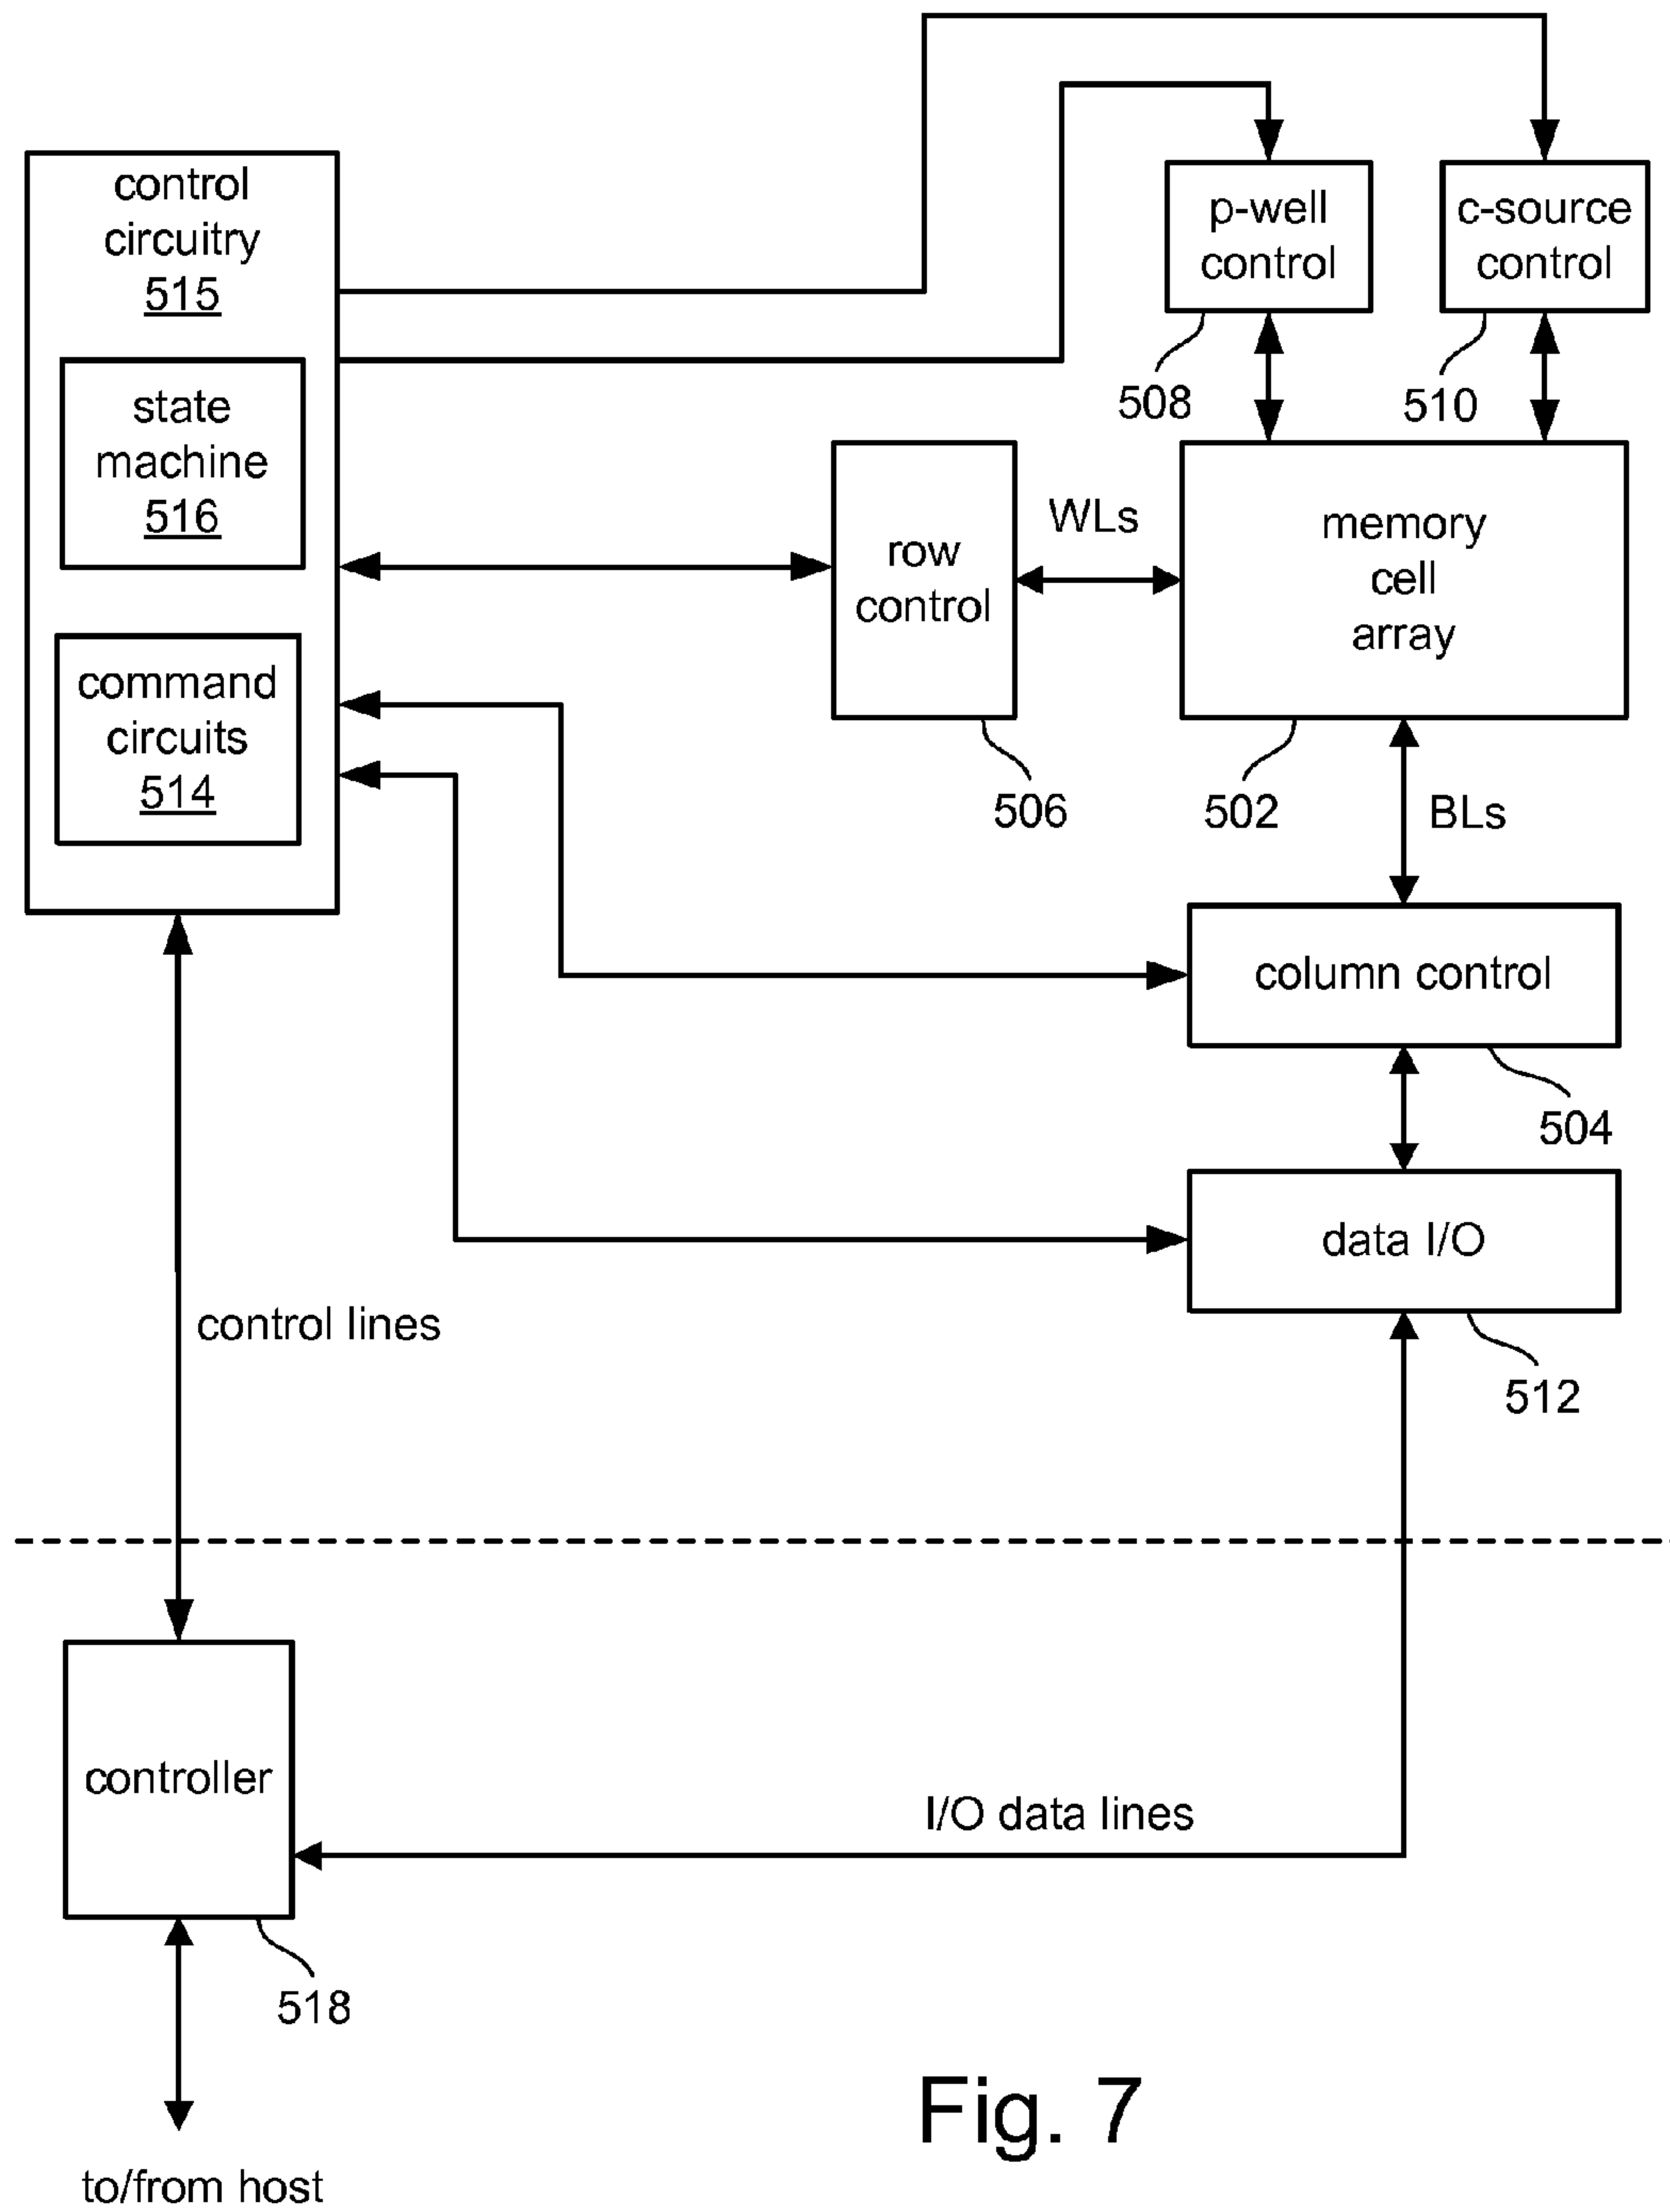 control
circuitry
515
state
machine
516
command
circuits
514
p-well
control
508
c-source
control
510
row
control
506
WLs
memory
cell
array
502
BLs
column control
504
data I/O
512
control lines
controller
518
I/O data lines
to/from host
Fig. 7